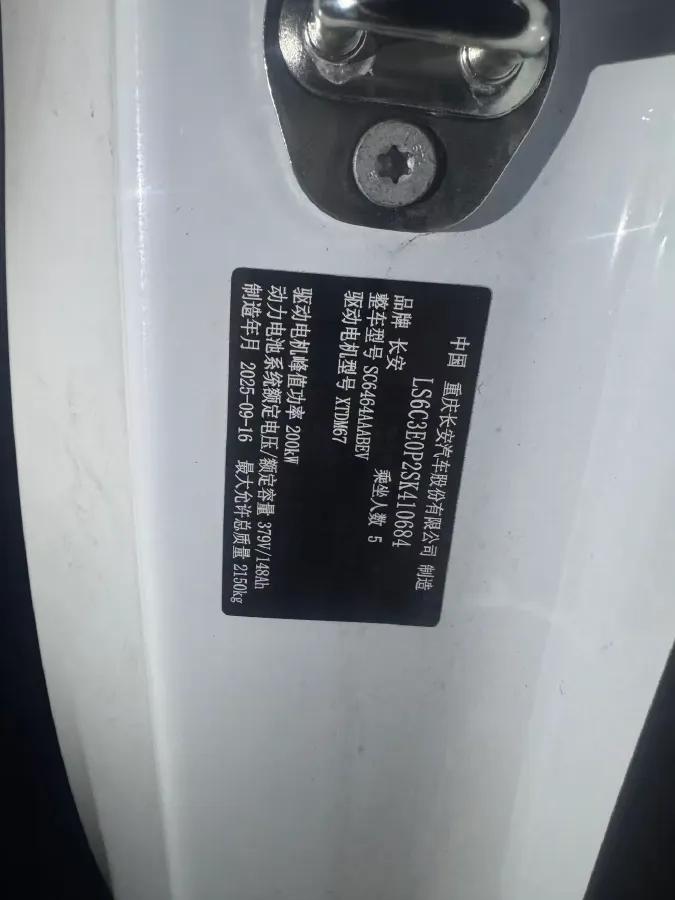 中国 重庆长安汽车股份有限公司 制造
LS6C3E0P2SK410684
品牌 长安
整车型号 SC6464AAABEV 乘坐人数 5
驱动电机型号 XTDM67
驱动电机峰值功率 200kW
动力电池系统额定电压/额定容量 379V/148Ah
制造年月 2025-09-16 最大允许总质量 2150kg